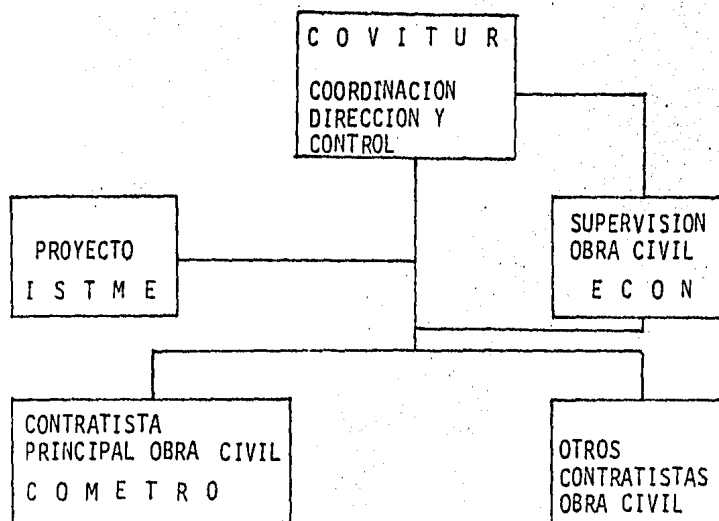 C O V I T U R
COORDINACION
DIRECCION Y
CONTROL
PROYECTO
I S T M E
SUPERVISION
OBRA CIVIL
E C O N
CONTRATISTA
PRINCIPAL OBRA CIVIL
C O M E T R O
OTROS
CONTRATISTAS
OBRA CIVIL